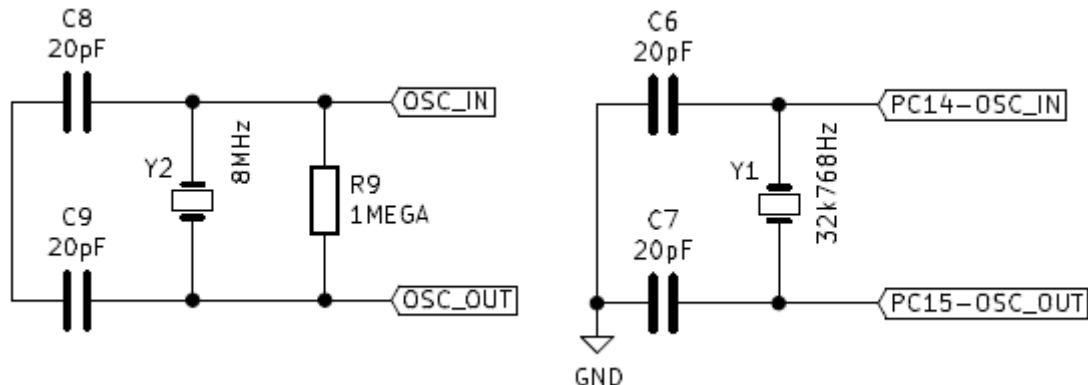 C8
20pF
OSC_IN
Y2
8MHz
R9
1MEGA
C9
20pF
OSC_OUT
C6
20pF
PC14-OSC_IN
Y1
32k768Hz
C7
20pF
PC15-OSC_OUT
GND